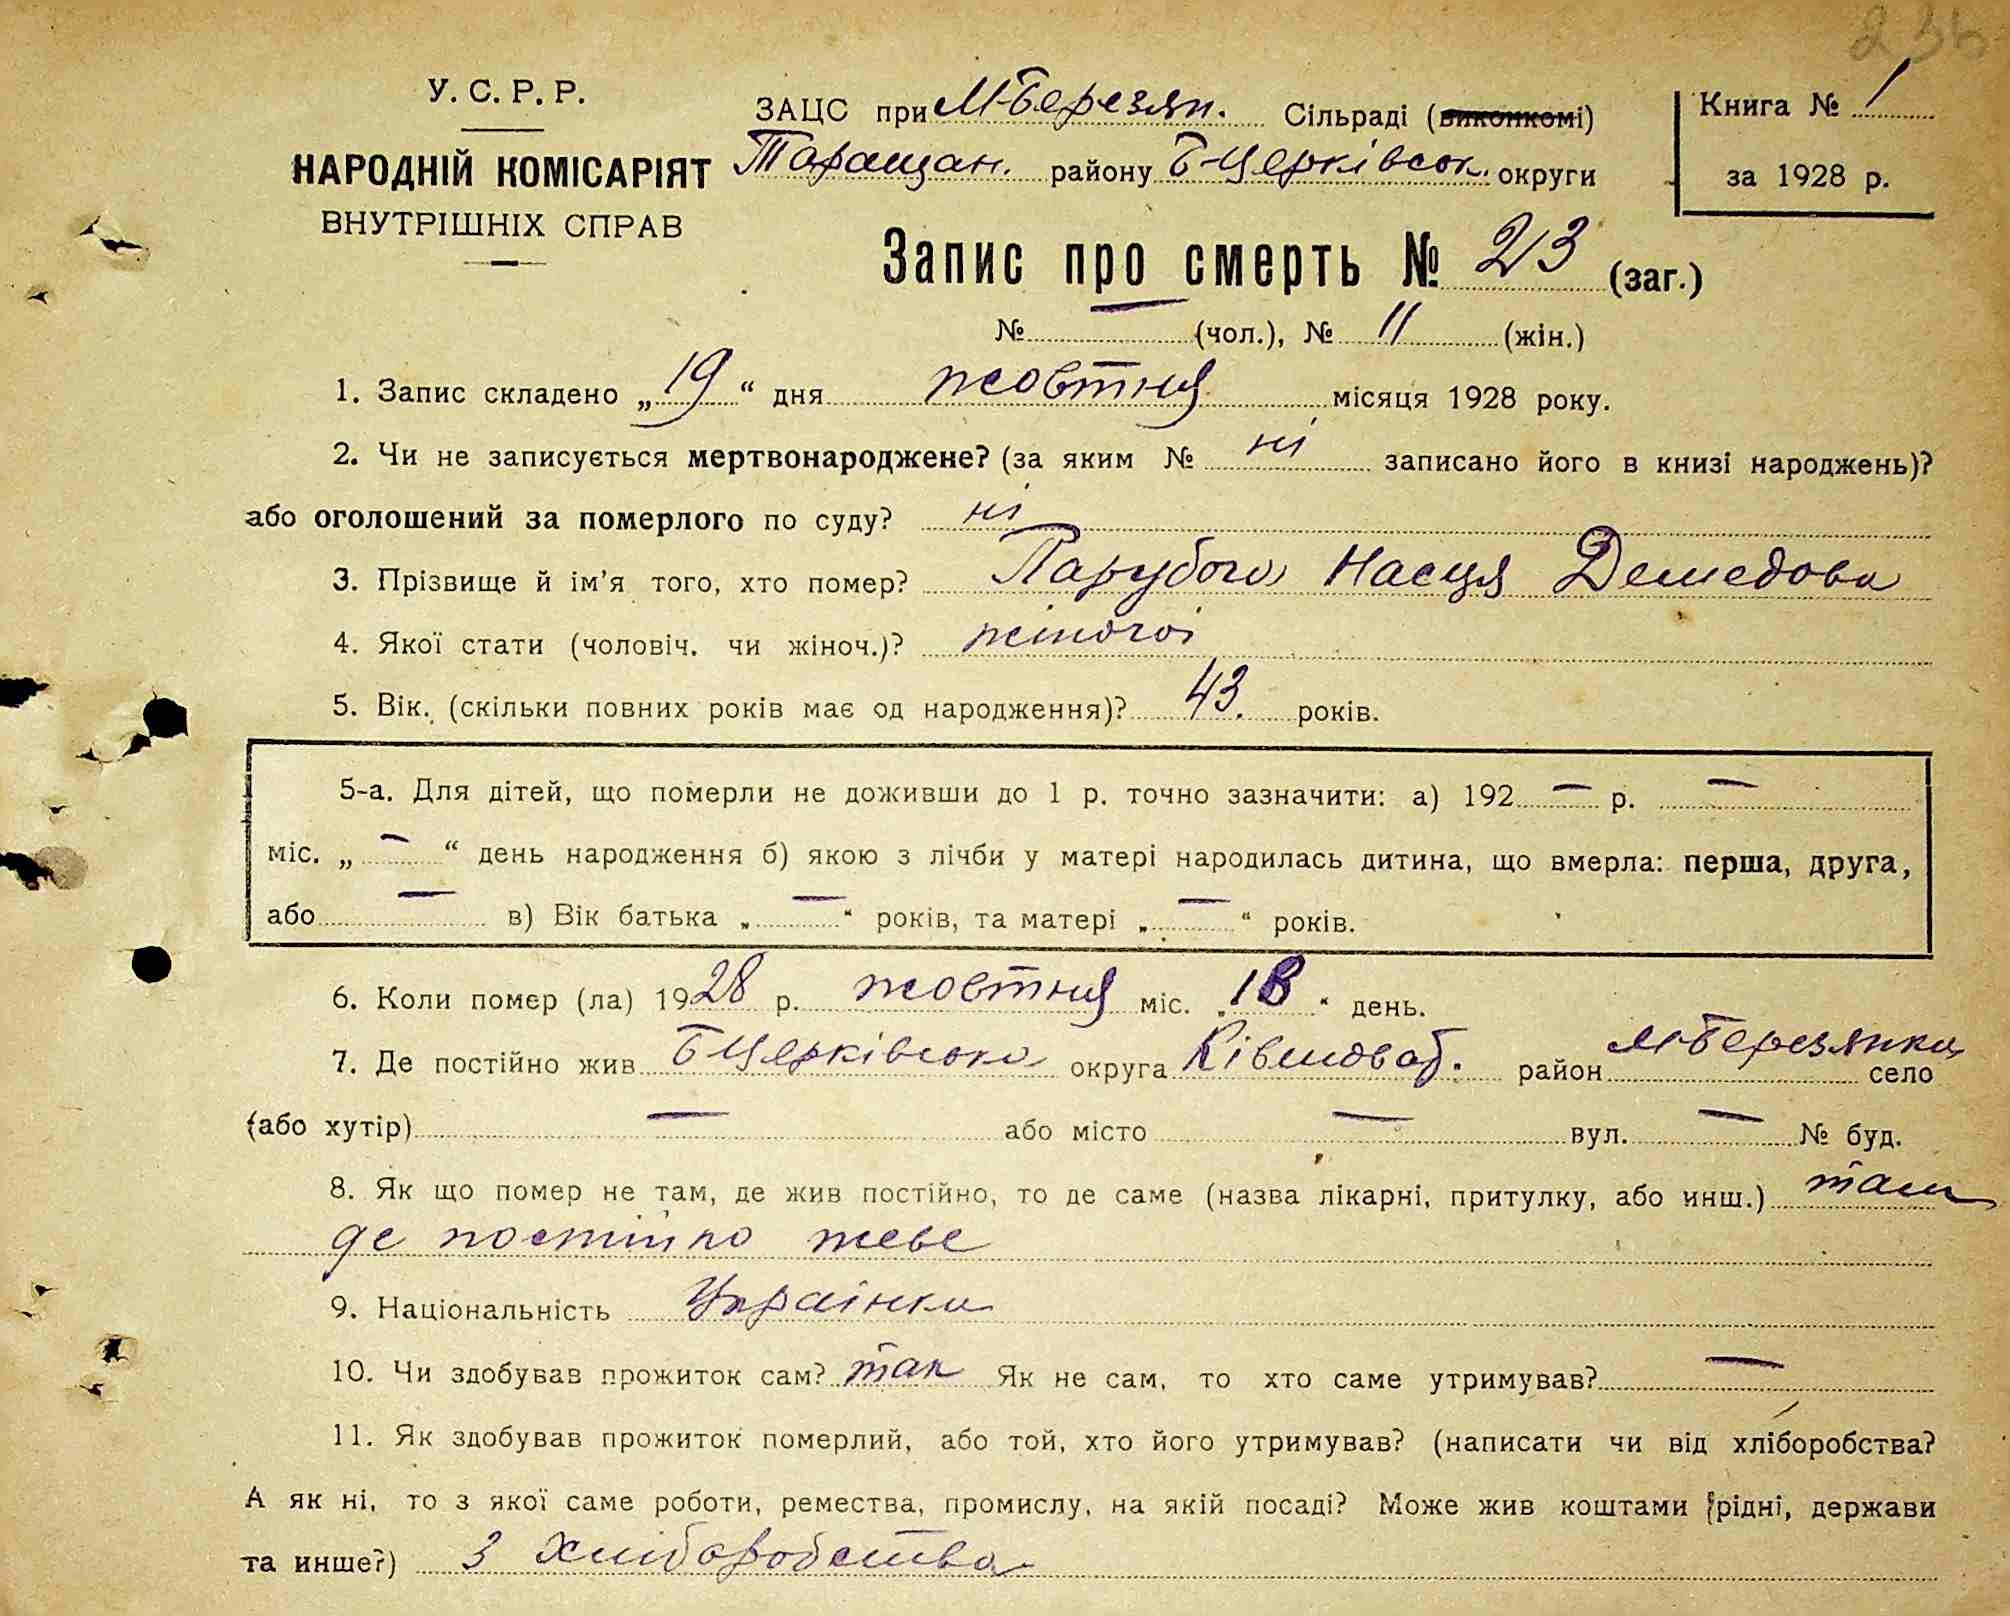 236
У. С. Р. Р.
НАРОДНІЙ КОМІСАРІЯТ
ВНУТРІШНІХ СПРАВ
ЗАЦС при М-Березян. Сільраді (виконкомі)
Таращан. району Б-Церківськ. округи
Книга № 1
за 1928 р.
Запис про смерть № 23 (заг.)
№ — (чол.), № 11 (жін.)
1. Запис складено „19“ дня жовтня місяця 1928 року.
2. Чи не записується мертвонароджене? (за яким № ні записано його в книзі народжень)?
або оголошений за померлого по суду? ні
3. Прізвище й ім'я того, хто помер? Парубога Насця Демедова
4. Якої стати (чоловіч. чи жіноч.)? жіночоі
5. Вік. (скільки повних років має од народження)? 43. років.
5-а. Для дітей, що померли не доживши до 1 р. точно зазначити: а) 192 — р. —
міс. „ — “ день народження б) якою з лічби у матері народилась дитина, що вмерла: перша, друга,
або — в) Вік батька „ — “ років, та матері „ — “ років.
6. Коли помер (ла) 1928 р. жовтня міс. „18“ день.
7. Де постійно жив Б-Церківська округа район М-Березянка село
(або хутір) — або місто — вул. — № буд.
8. Як що помер не там, де жив постійно, то де саме (назва лікарні, притулку, або инш.) там
де постійно жеве
9. Національність Украінка
10. Чи здобував прожиток сам? так Як не сам, то хто саме утримував? —
11. Як здобував прожиток померлий, або той, хто його утримував? (написати чи від хліборобства?
А як ні, то з якої саме роботи, ремества, промислу, на якій посаді? Може жив коштами (рідні, держави
та инше?) з хліборобства